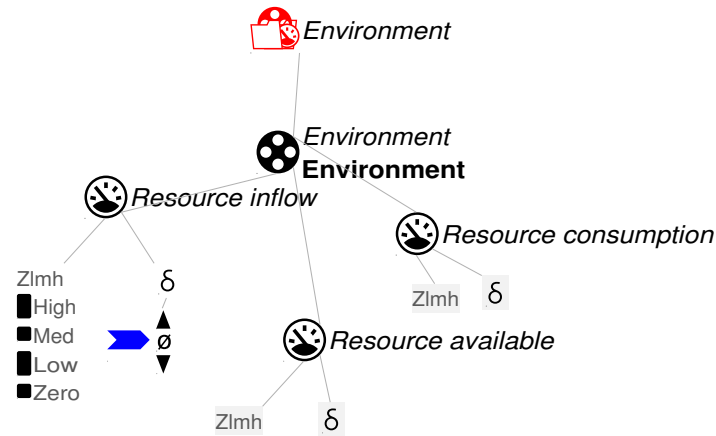 Environment
Environment
Environment
Resource inflow
Resource consumption
Zlmh
δ
High
Med
ø
Low
Zero
Zlmh
δ
Resource available
Zlmh
δ